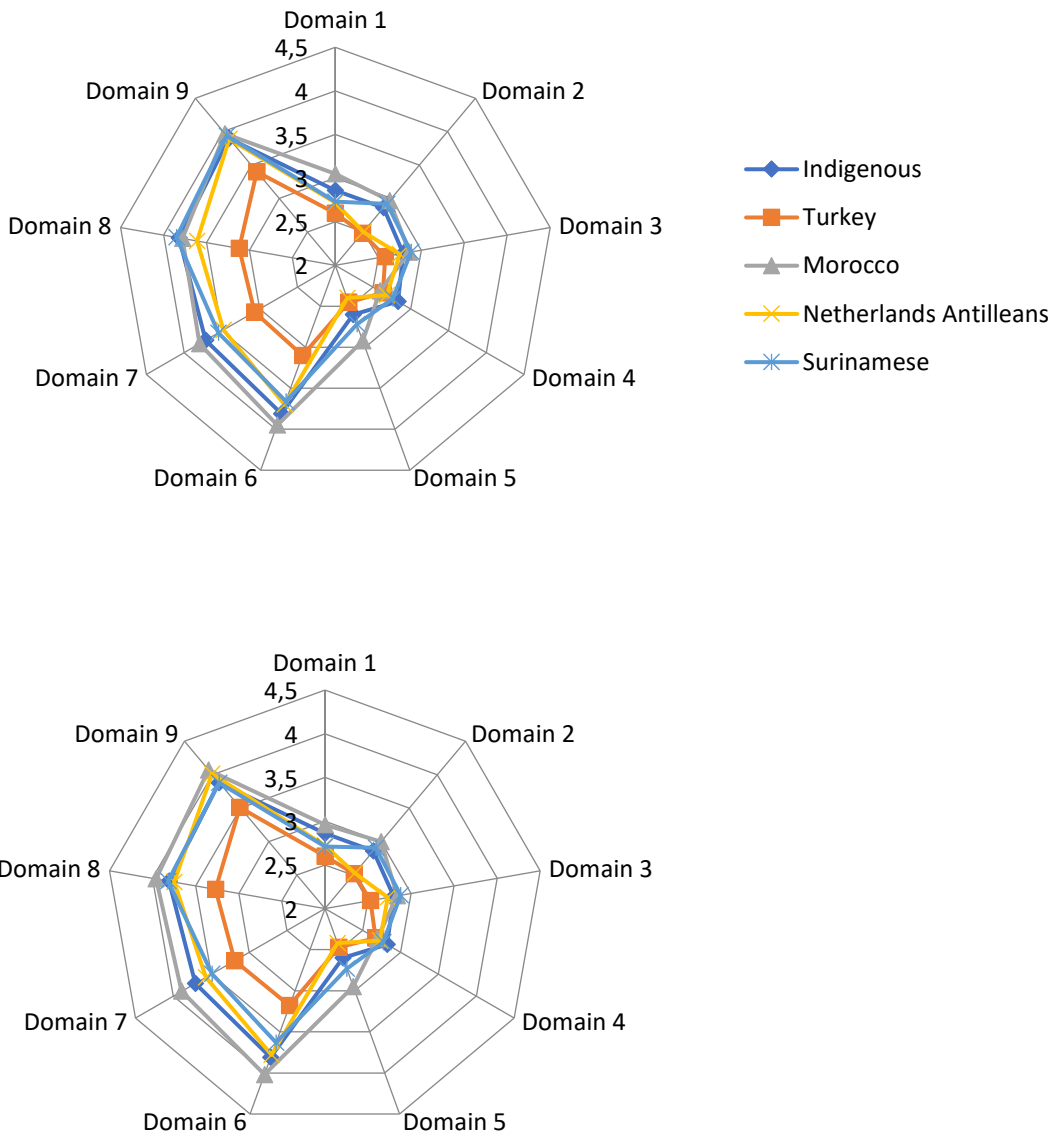 Domain 1
4,5
Domain 9
4
Domain 2
3,5
Indigenous
3
Turkey
2,5
Domain 8
Domain 3
2
Morocco
Netherlands Antilleans
Surinamese
Domain 7
Domain 4
Domain 6
Domain 5
Domain 1
4,5
Domain 9
4
Domain 2
3,5
3
2,5
Domain 8
Domain 3
2
Domain 7
Domain 4
Domain 6
Domain 5